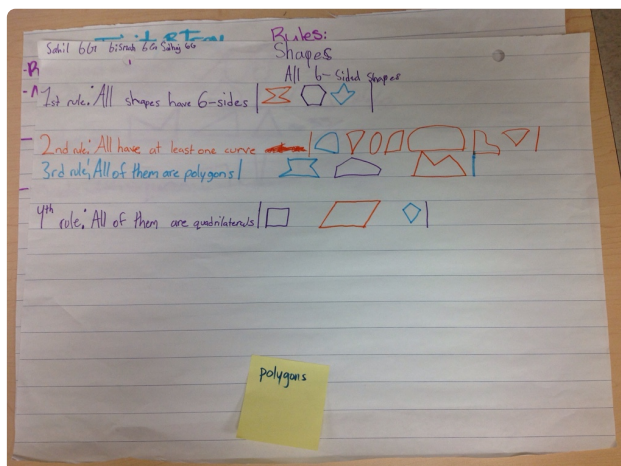 Rules:
Sahil 6G bismah 6G Sahaj 6G
Shapes
All 6-Sided Shapes
1st rule: All shapes have 6-sides
2nd rule: All have at least one curve
3rd rule: All of them are polygons
4th rule: All of them are quadrilaterals
polygons